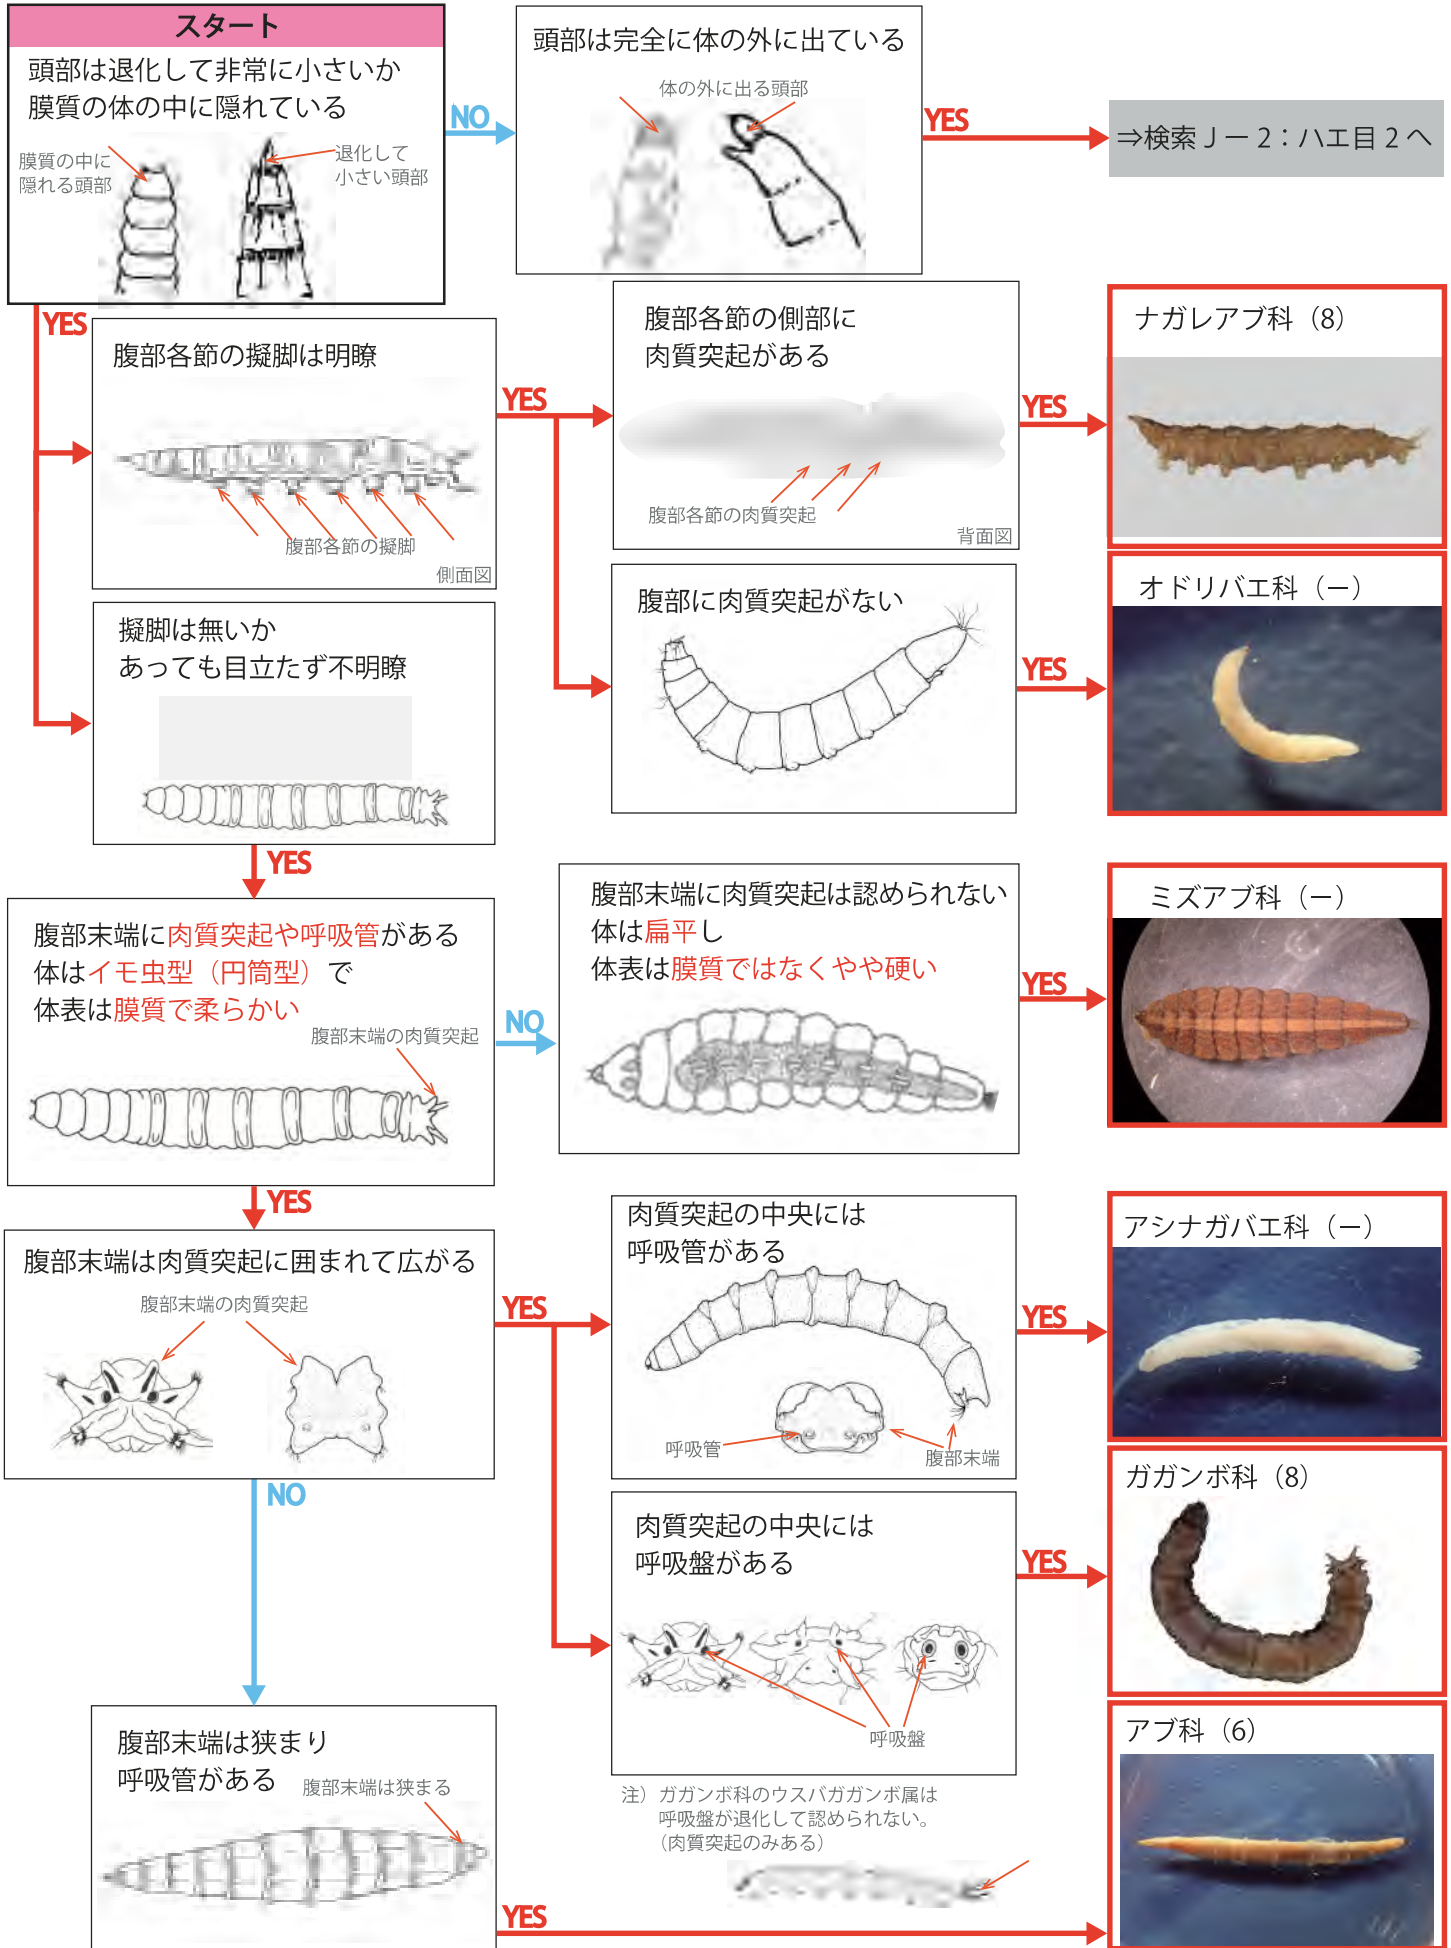 スタート
頭部は退化して非常に小さいか
膜質の体の中に隠れている
膜質の中に
隠れる頭部
退化して
小さい頭部
NO
頭部は完全に体の外に出ている
体の外に出る頭部
YES
⇒検索Jー2：ハエ目2へ
YES
腹部各節の擬脚は明瞭
腹部各節の擬脚
側面図
YES
腹部各節の側部に
肉質突起がある
腹部各節の肉質突起
背面図
YES
ナガレアブ科（8）
擬脚は無いか
あっても目立たず不明瞭
腹部に肉質突起がない
YES
オドリバエ科（ー）
YES
腹部末端に肉質突起や呼吸管がある
体はイモ虫型（円筒型）で
体表は膜質で柔らかい
腹部末端の肉質突起
NO
腹部末端に肉質突起は認められない
体は扁平し
体表は膜質ではなくやや硬い
YES
ミズアブ科（ー）
YES
腹部末端は肉質突起に囲まれて広がる
腹部末端の肉質突起
YES
肉質突起の中央には
呼吸管がある
呼吸管
腹部末端
YES
アシナガバエ科（ー）
NO
肉質突起の中央には
呼吸盤がある
呼吸盤
YES
ガガンボ科（8）
注）ガガンボ科のウスバガガンボ属は
呼吸盤が退化して認められない。
（肉質突起のみある）
腹部末端は狭まり
呼吸管がある
腹部末端は狭まる
YES
アブ科（6）